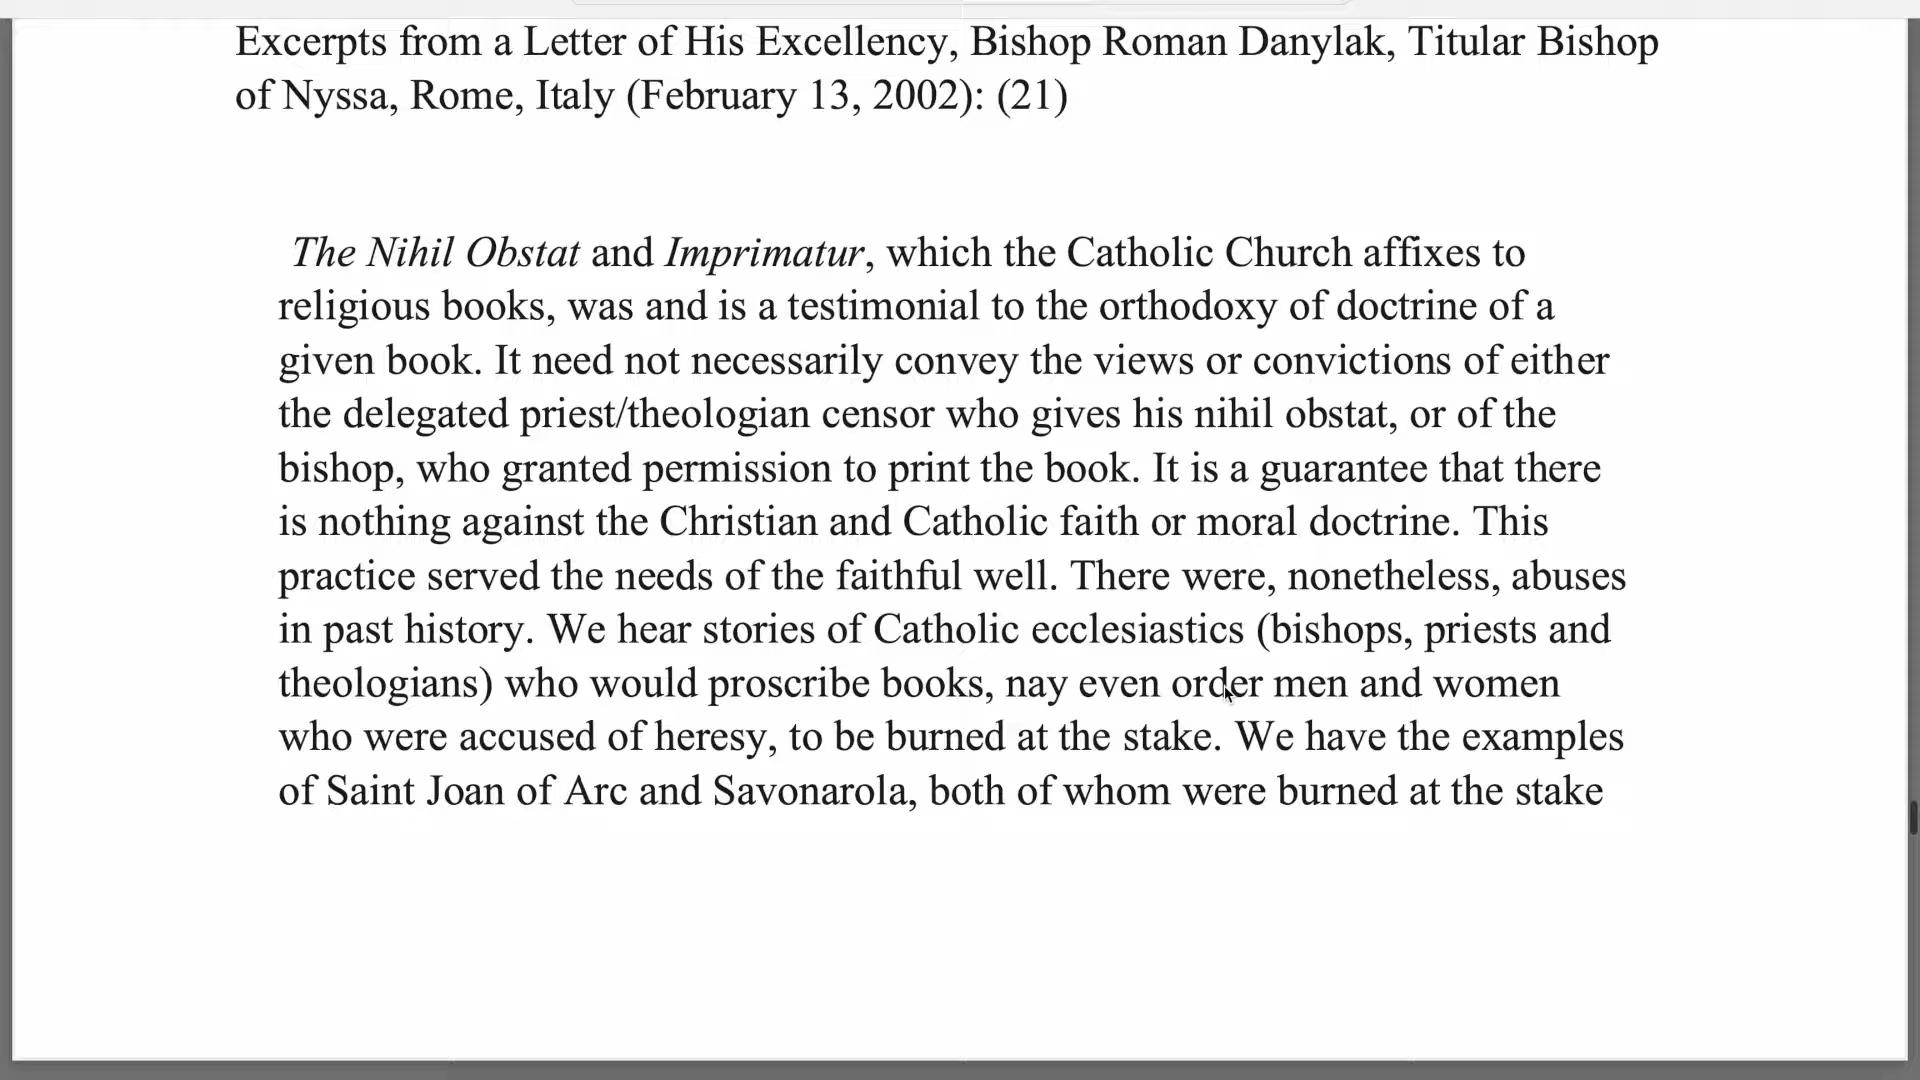 Excerpts from a Letter of His Excellency, Bishop Roman Danylak, Titular Bishop
of Nyssa, Rome, Italy (February 13, 2002): (21)
The Nihil Obstat and Imprimatur, which the Catholic Church affixes to
religious books, was and is a testimonial to the orthodoxy of doctrine of a
given book. It need not necessarily convey the views or convictions of either
the delegated priest/theologian censor who gives his nihil obstat, or of the
bishop, who granted permission to print the book. It is a guarantee that there
is nothing against the Christian and Catholic faith or moral doctrine. This
practice served the needs of the faithful well. There were, nonetheless, abuses
in past history. We hear stories of Catholic ecclesiastics (bishops, priests and
theologians) who would proscribe books, nay even order men and women
who were accused of heresy, to be burned at the stake. We have the examples
of Saint Joan of Arc and Savonarola, both of whom were burned at the stake